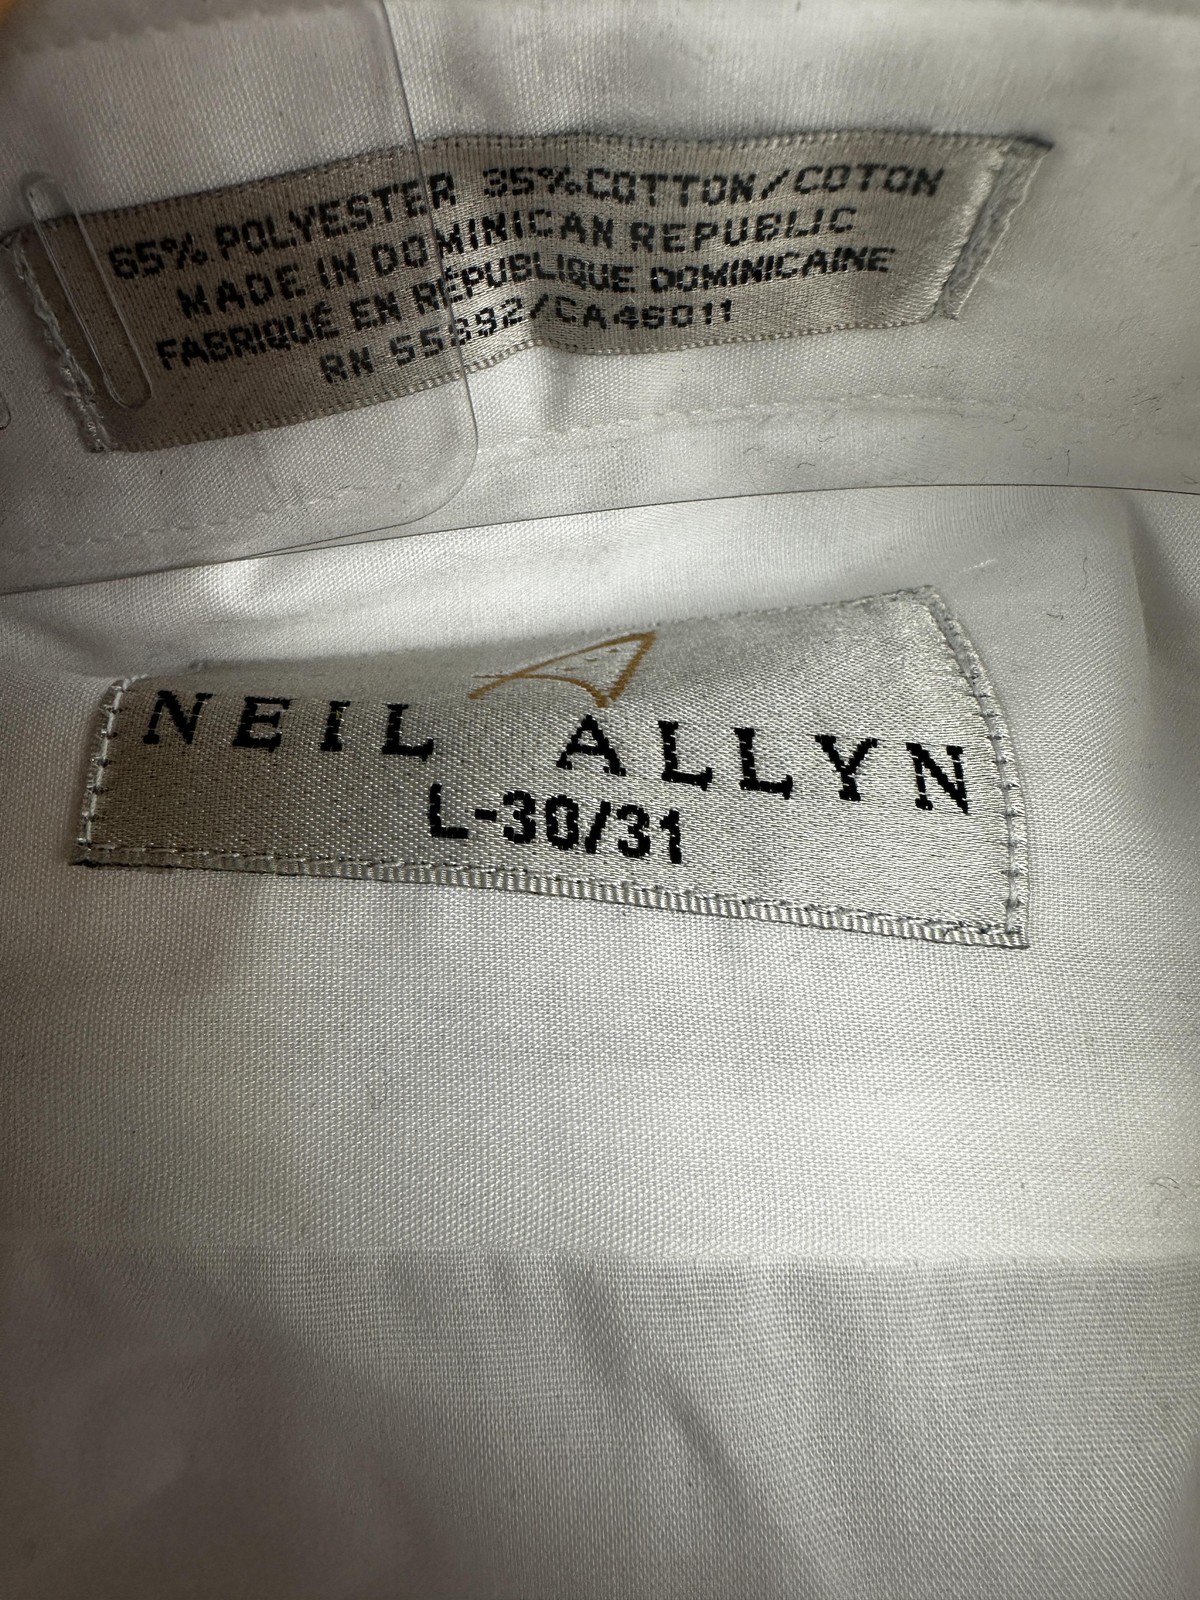 65% POLYESTER 35% COTTON/COTON
MADE IN DOMINICAN REPUBLIC
FABRIQUÉ EN RÉPUBLIQUE DOMINICAINE
RN 55892/CA46011
NEIL ALLYN
L-30/31